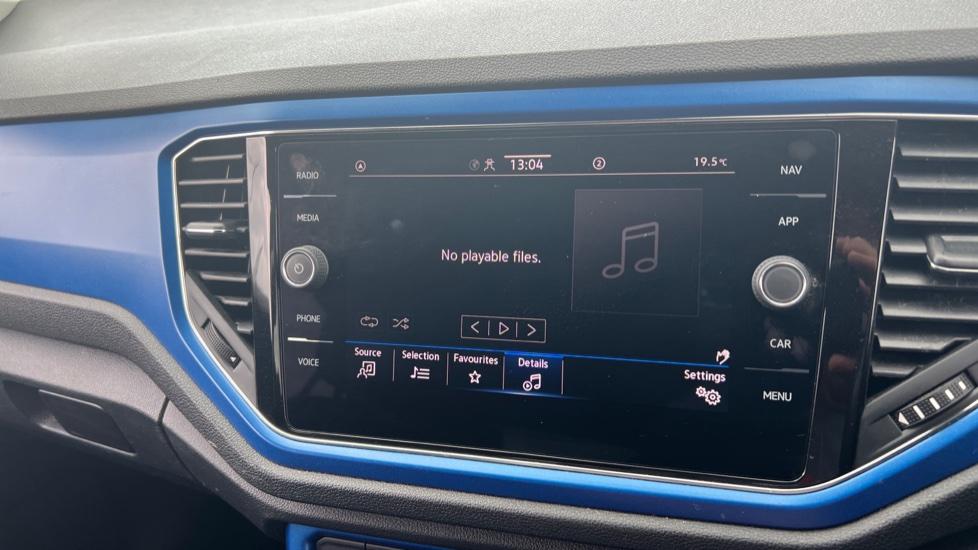 RADIO
MEDIA
PHONE
VOICE
A
13:04
2
19.5°C
No playable files.
Source
Selection
Favourites
Details
Settings
NAV
APP
CAR
MENU